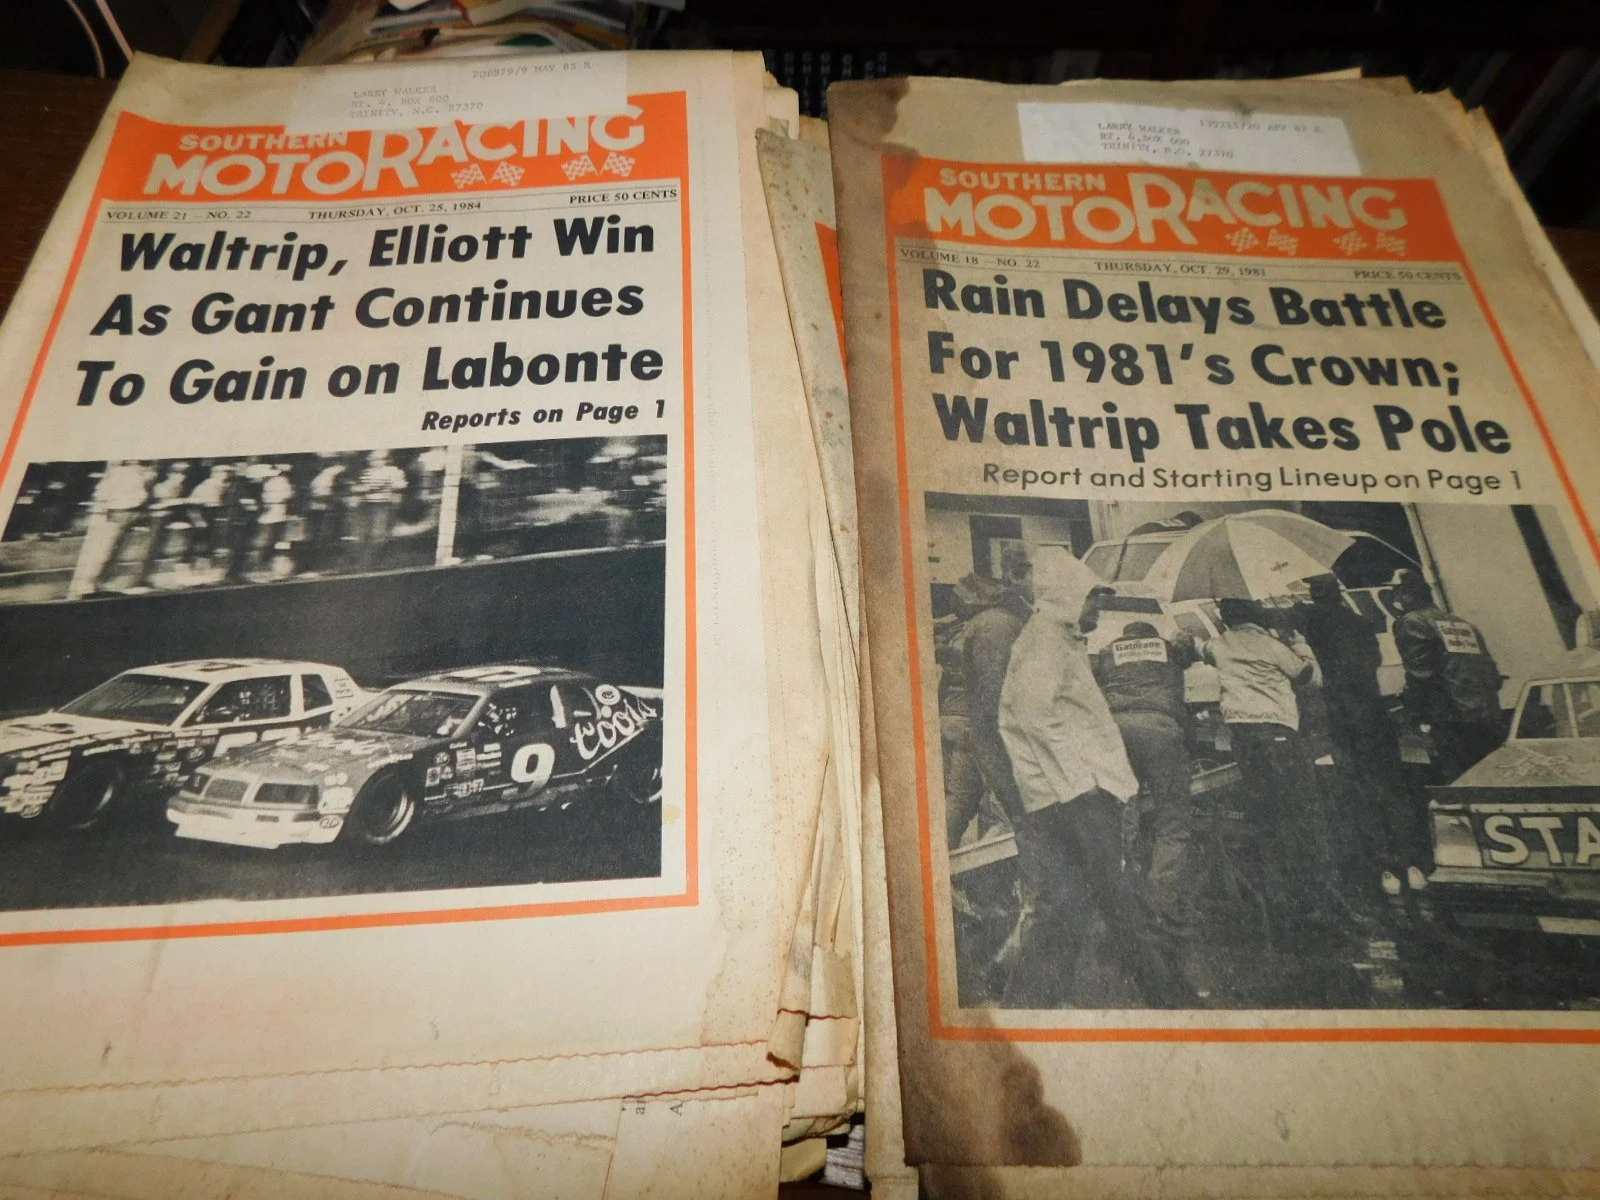 206579/9 MAY 85 R
LARRY WALKER
RT. 4, BOX 600
TRINITY, N.C. 27370
SOUTHERN
MOTORACING
VOLUME 21 — NO. 22 THURSDAY, OCT. 25, 1984 PRICE 50 CENTS
Waltrip, Elliott Win
As Gant Continues
To Gain on Labonte
Reports on Page 1
9 Coors
LARRY WALKER
RT. 4, BOX 600
TRINITY, N.C. 27370
SOUTHERN
MOTORACING
VOLUME 18 — NO. 22 THURSDAY, OCT. 29, 1981 PRICE 50 CENTS
Rain Delays Battle
For 1981's Crown;
Waltrip Takes Pole
Report and Starting Lineup on Page 1
Gatorade
STA